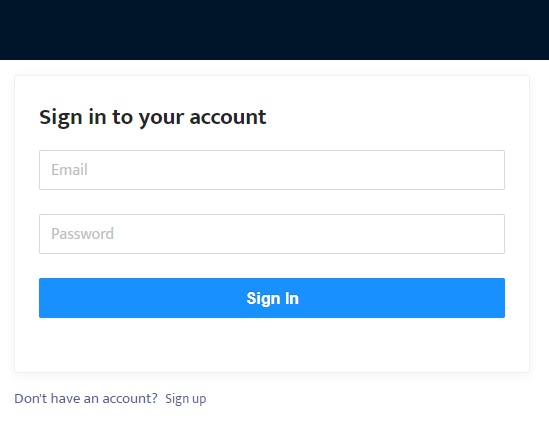 Sign in to your account
Email
Password
Sign In
Don't have an account? Sign up